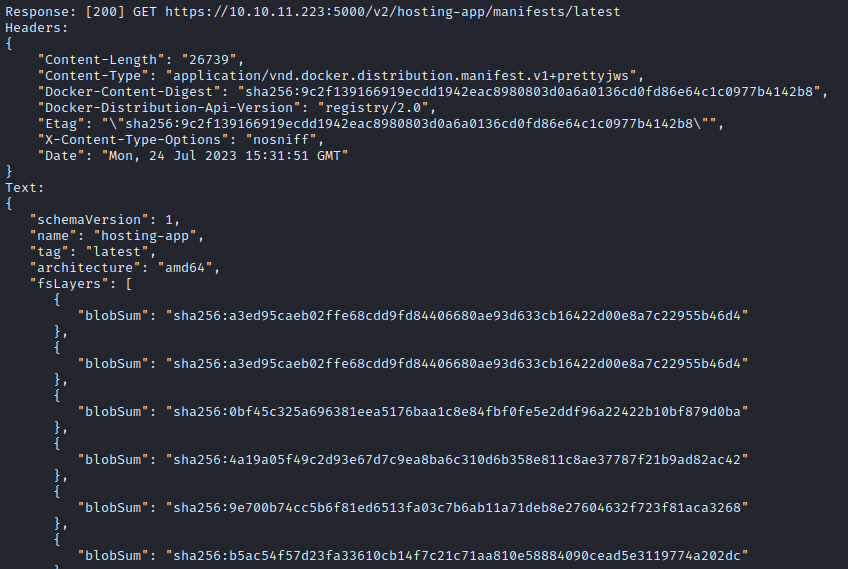 Response: [200] GET https://10.10.11.223:5000/v2/hosting-app/manifests/latest
Headers:
{
    "Content-Length": "26739",
    "Content-Type": "application/vnd.docker.distribution.manifest.v1+prettyjws",
    "Docker-Content-Digest": "sha256:9c2f139166919ecdd1942eac8980803d0a6a0136cd0fd86e64c1c0977b4142b8",
    "Docker-Distribution-Api-Version": "registry/2.0",
    "Etag": "\"sha256:9c2f139166919ecdd1942eac8980803d0a6a0136cd0fd86e64c1c0977b4142b8\"",
    "X-Content-Type-Options": "nosniff",
    "Date": "Mon, 24 Jul 2023 15:31:51 GMT"
}
Text:
{
   "schemaVersion": 1,
   "name": "hosting-app",
   "tag": "latest",
   "architecture": "amd64",
   "fsLayers": [
      {
         "blobSum": "sha256:a3ed95caeb02ffe68cdd9fd84406680ae93d633cb16422d00e8a7c22955b46d4"
      },
      {
         "blobSum": "sha256:a3ed95caeb02ffe68cdd9fd84406680ae93d633cb16422d00e8a7c22955b46d4"
      },
      {
         "blobSum": "sha256:0bf45c325a696381eea5176baa1c8e84fbf0fe5e2ddf96a22422b10bf879d0ba"
      },
      {
         "blobSum": "sha256:4a19a05f49c2d93e67d7c9ea8ba6c310d6b358e811c8ae37787f21b9ad82ac42"
      },
      {
         "blobSum": "sha256:9e700b74cc5b6f81ed6513fa03c7b6ab11a71deb8e27604632f723f81aca3268"
      },
      {
         "blobSum": "sha256:b5ac54f57d23fa33610cb14f7c21c71aa810e58884090cead5e3119774a202dc"